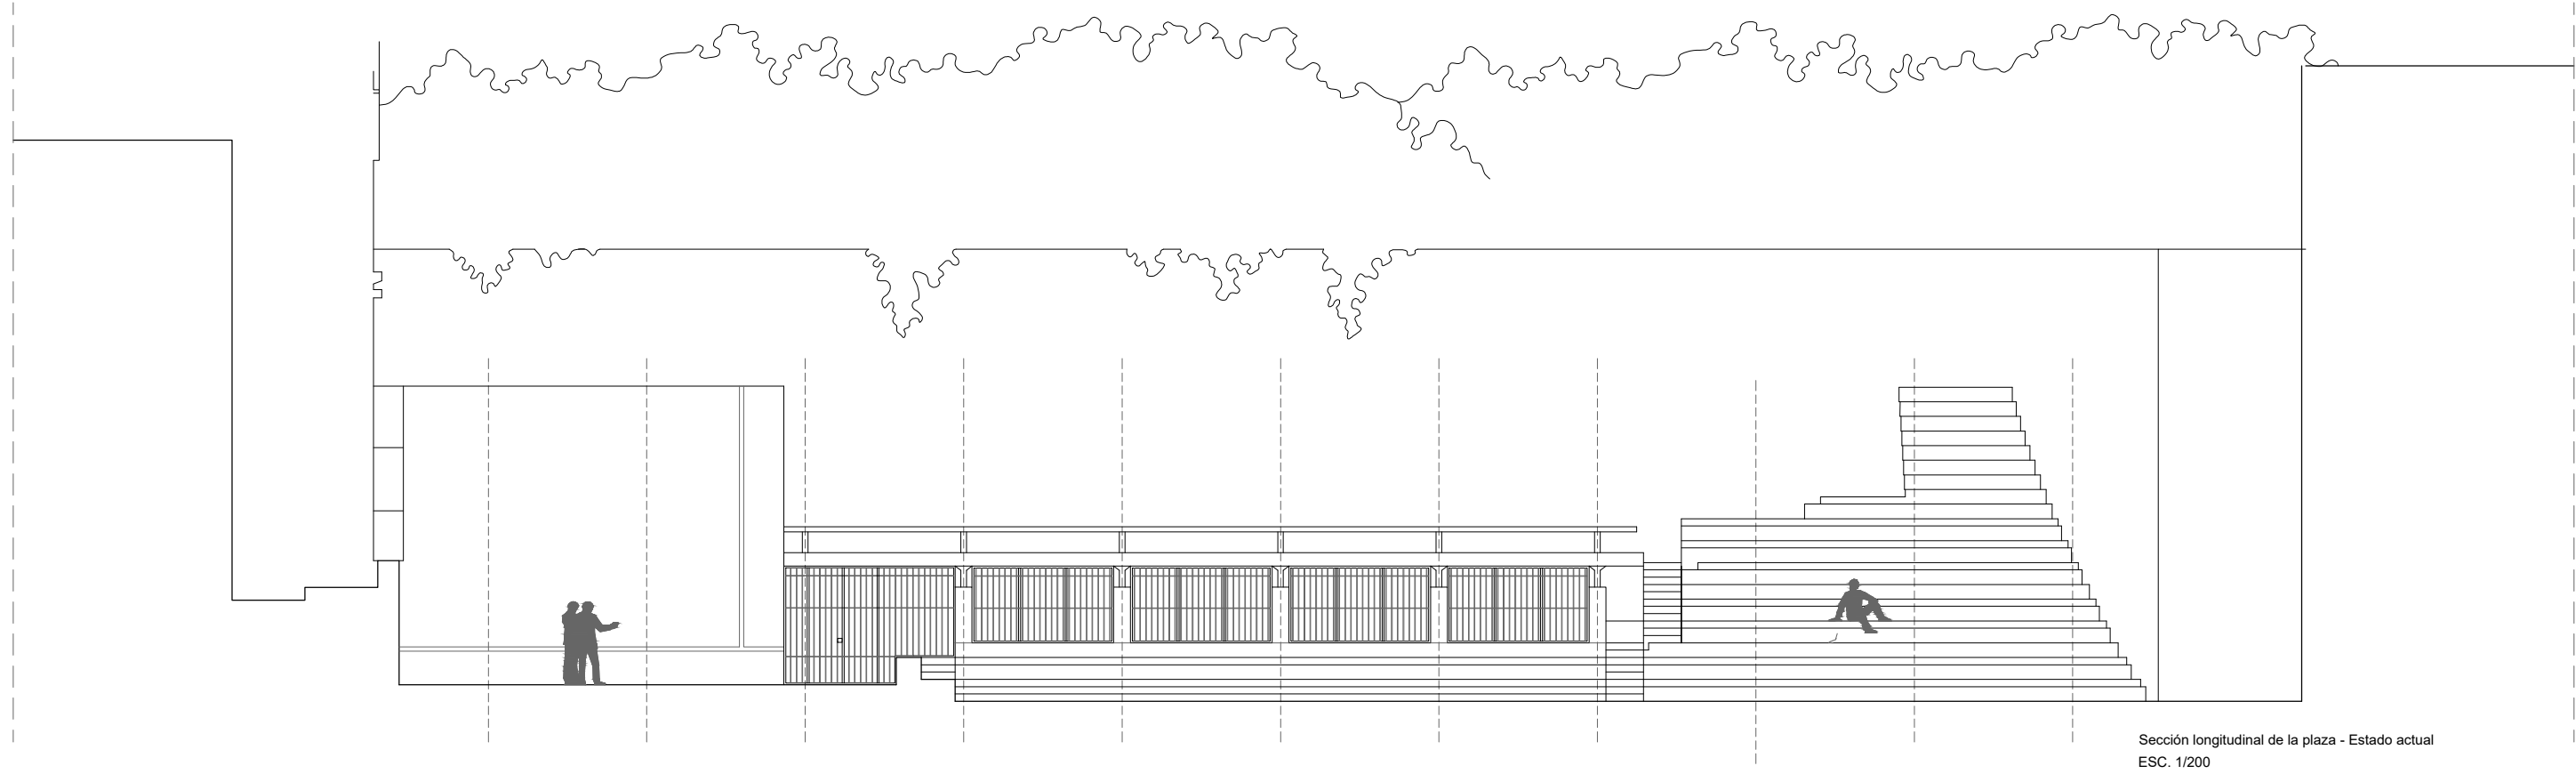 Sección longitudinal de la plaza - Estado actual
ESC. 1/200